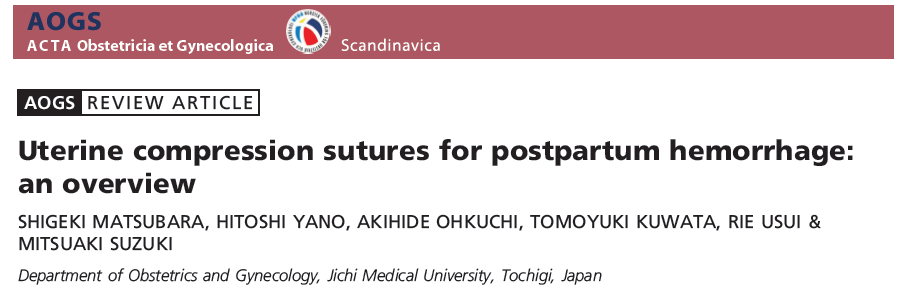 AOGS
ACTA Obstetricia et Gynecologica Scandinavica
AOGS REVIEW ARTICLE
Uterine compression sutures for postpartum hemorrhage:
an overview
SHIGEKI MATSUBARA, HITOSHI YANO, AKIHIDE OHKUCHI, TOMOYUKI KUWATA, RIE USUI &
MITSUAKI SUZUKI
Department of Obstetrics and Gynecology, Jichi Medical University, Tochigi, Japan